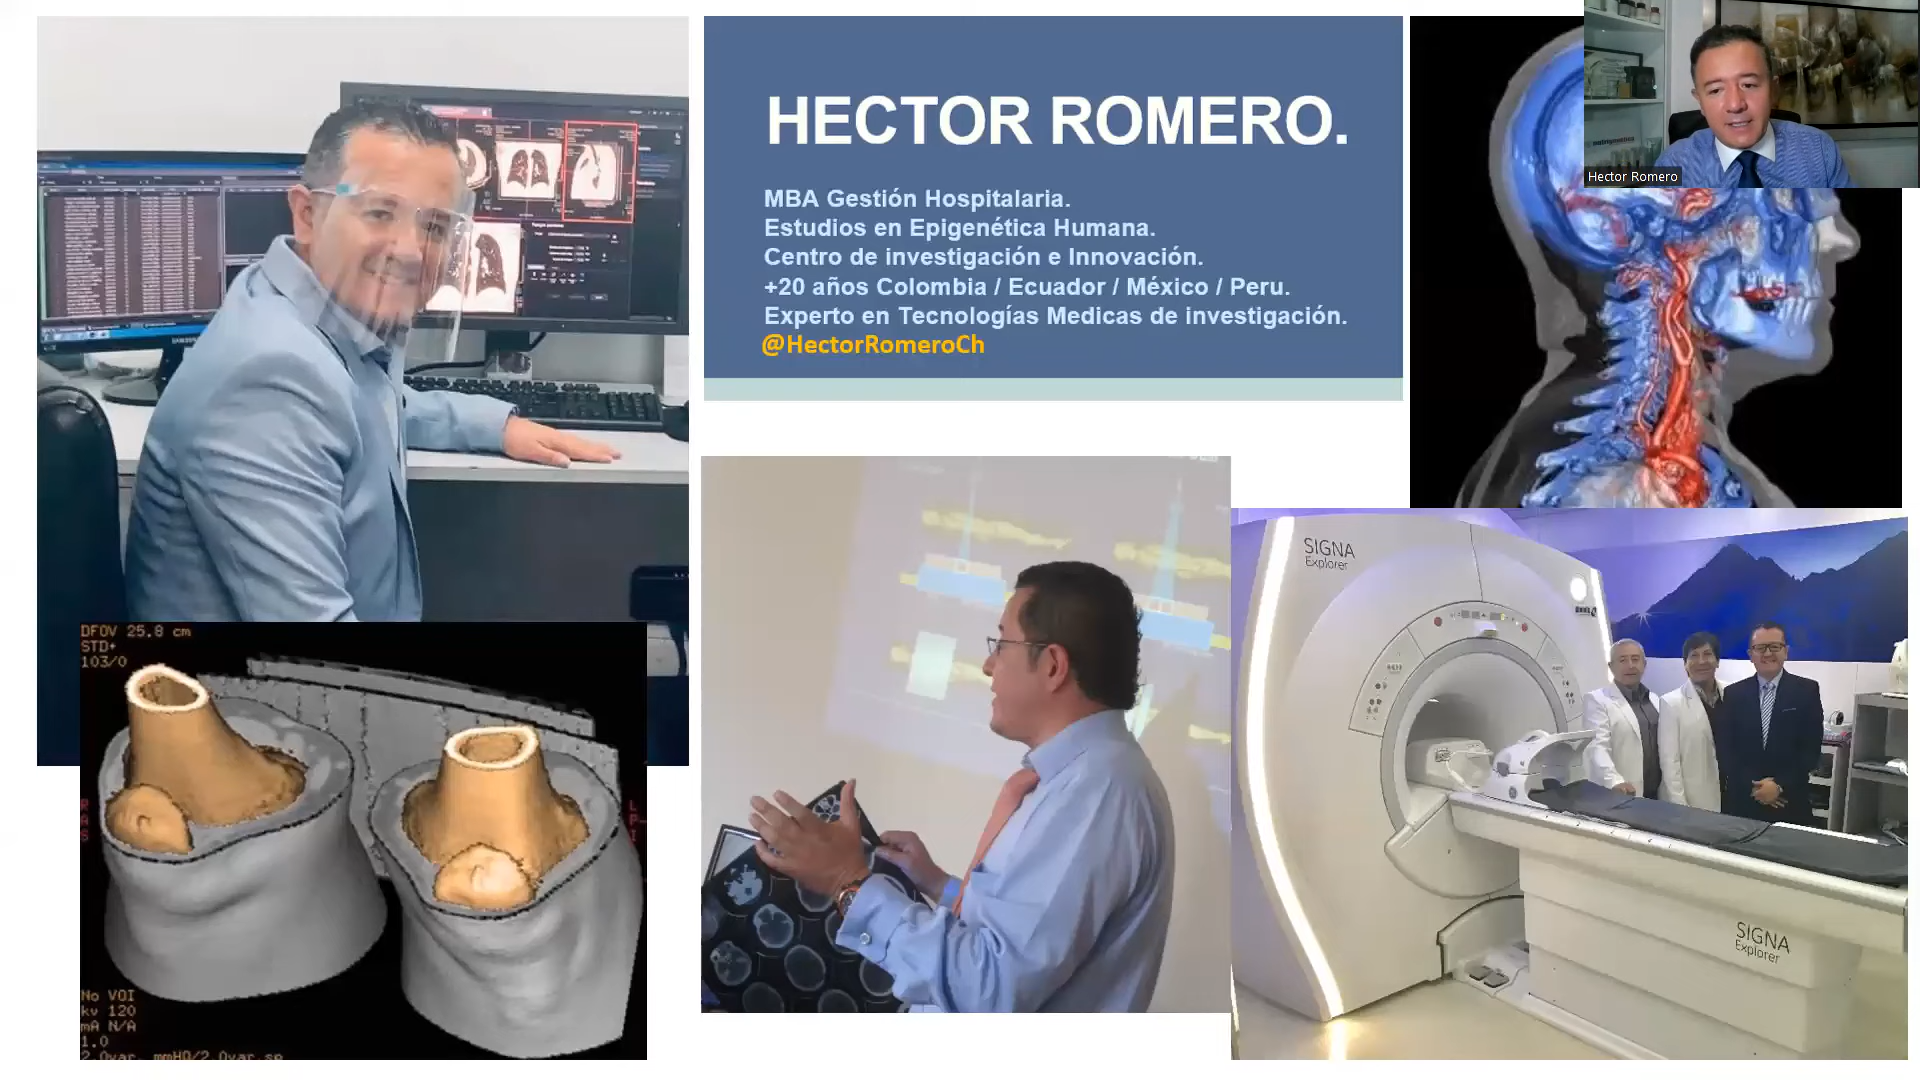 HECTOR ROMERO.
MBA Gestión Hospitalaria.
Estudios en Epigenética Humana.
Centro de investigación e Innovación.
+20 años Colombia / Ecuador / México / Peru.
Experto en Tecnologías Medicas de investigación.
@HectorRomeroCh
Hector Romero
SIGNA
Explorer
SIGNA
Explorer
DFOV 25.8 cm
STD+
103/0
R
A
S
L
P
I
No VOI
kv 120
mA N/A
1.0